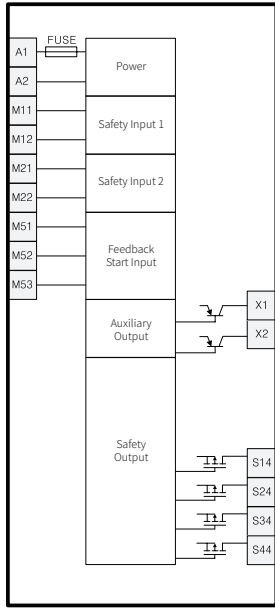 FUSE
A1
A2
M11
M12
M21
M22
M51
M52
M53
Power
Safety Input 1
Safety Input 2
Feedback
Start Input
Auxiliary
Output
Safety
Output
X1
X2
S14
S24
S34
S44